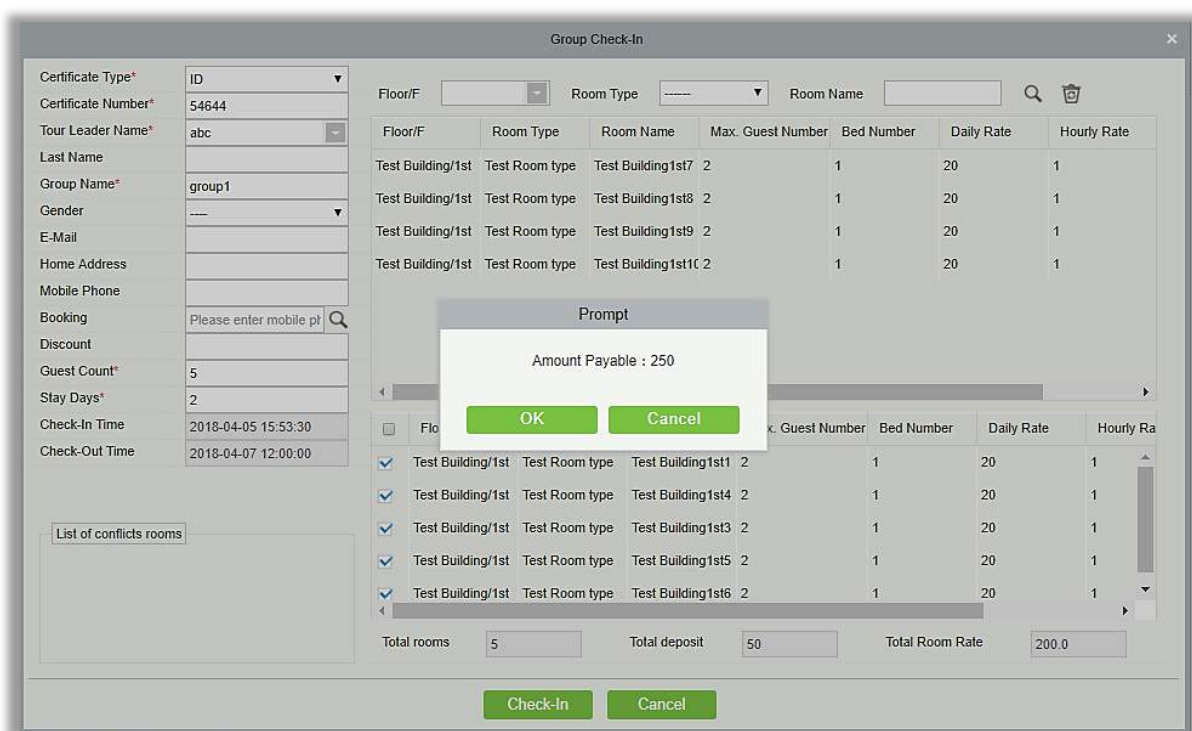 Group Check-In ×
Certificate Type* ID
Certificate Number* 54644
Tour Leader Name* abc
Last Name
Group Name* group1
Gender ----
E-Mail
Home Address
Mobile Phone
Booking Please enter mobile ph
Discount
Guest Count* 5
Stay Days* 2
Check-In Time 2018-04-05 15:53:30
Check-Out Time 2018-04-07 12:00:00
List of conflicts rooms
Floor/F Room Type ------ Room Name
Floor/F Room Type Room Name Max. Guest Number Bed Number Daily Rate Hourly Rate
Test Building/1st Test Room type Test Building1st7 2 1 20 1
Test Building/1st Test Room type Test Building1st8 2 1 20 1
Test Building/1st Test Room type Test Building1st9 2 1 20 1
Test Building/1st Test Room type Test Building1st10 2 1 20 1
Prompt
Amount Payable : 250
OK Cancel
Flo x. Guest Number Bed Number Daily Rate Hourly Ra
Test Building/1st Test Room type Test Building1st1 2 1 20 1
Test Building/1st Test Room type Test Building1st4 2 1 20 1
Test Building/1st Test Room type Test Building1st3 2 1 20 1
Test Building/1st Test Room type Test Building1st5 2 1 20 1
Test Building/1st Test Room type Test Building1st6 2 1 20 1
Total rooms 5 Total deposit 50 Total Room Rate 200.0
Check-In Cancel